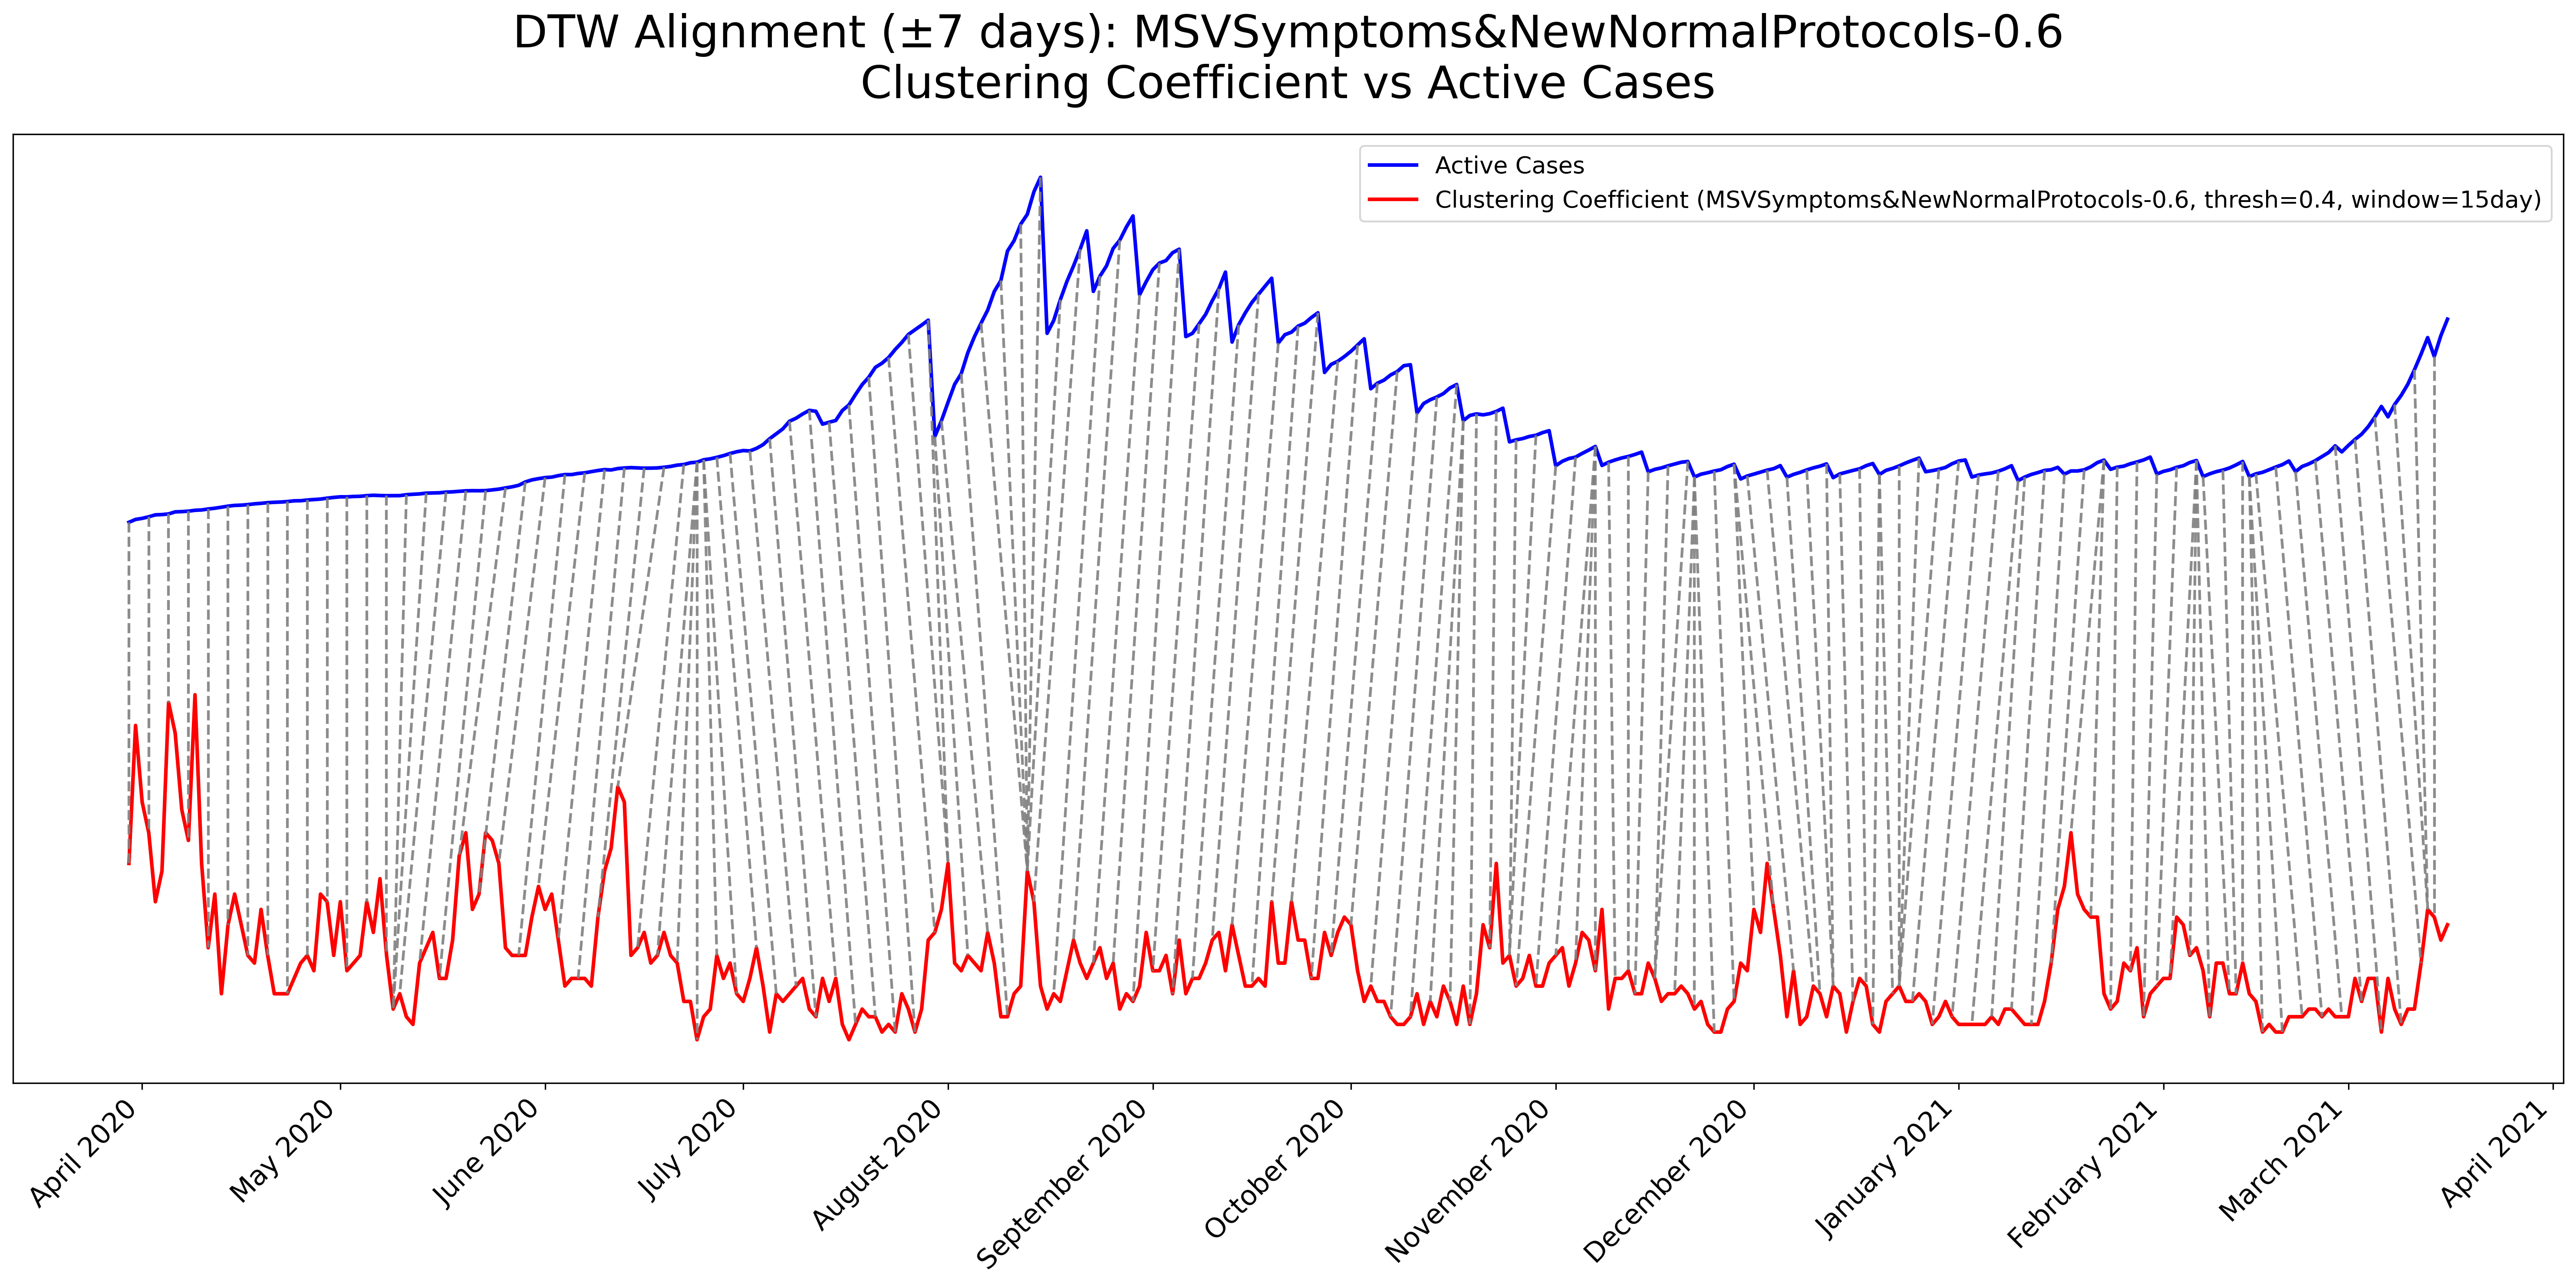 DTW Alignment (±7 days): MSVSymptoms&NewNormalProtocols-0.6
Clustering Coefficient vs Active Cases
Active Cases
Clustering Coefficient (MSVSymptoms&NewNormalProtocols-0.6, thresh=0.4, window=15day)
April 2020
May 2020
June 2020
July 2020
August 2020
September 2020
October 2020
November 2020
December 2020
January 2021
February 2021
March 2021
April 2021